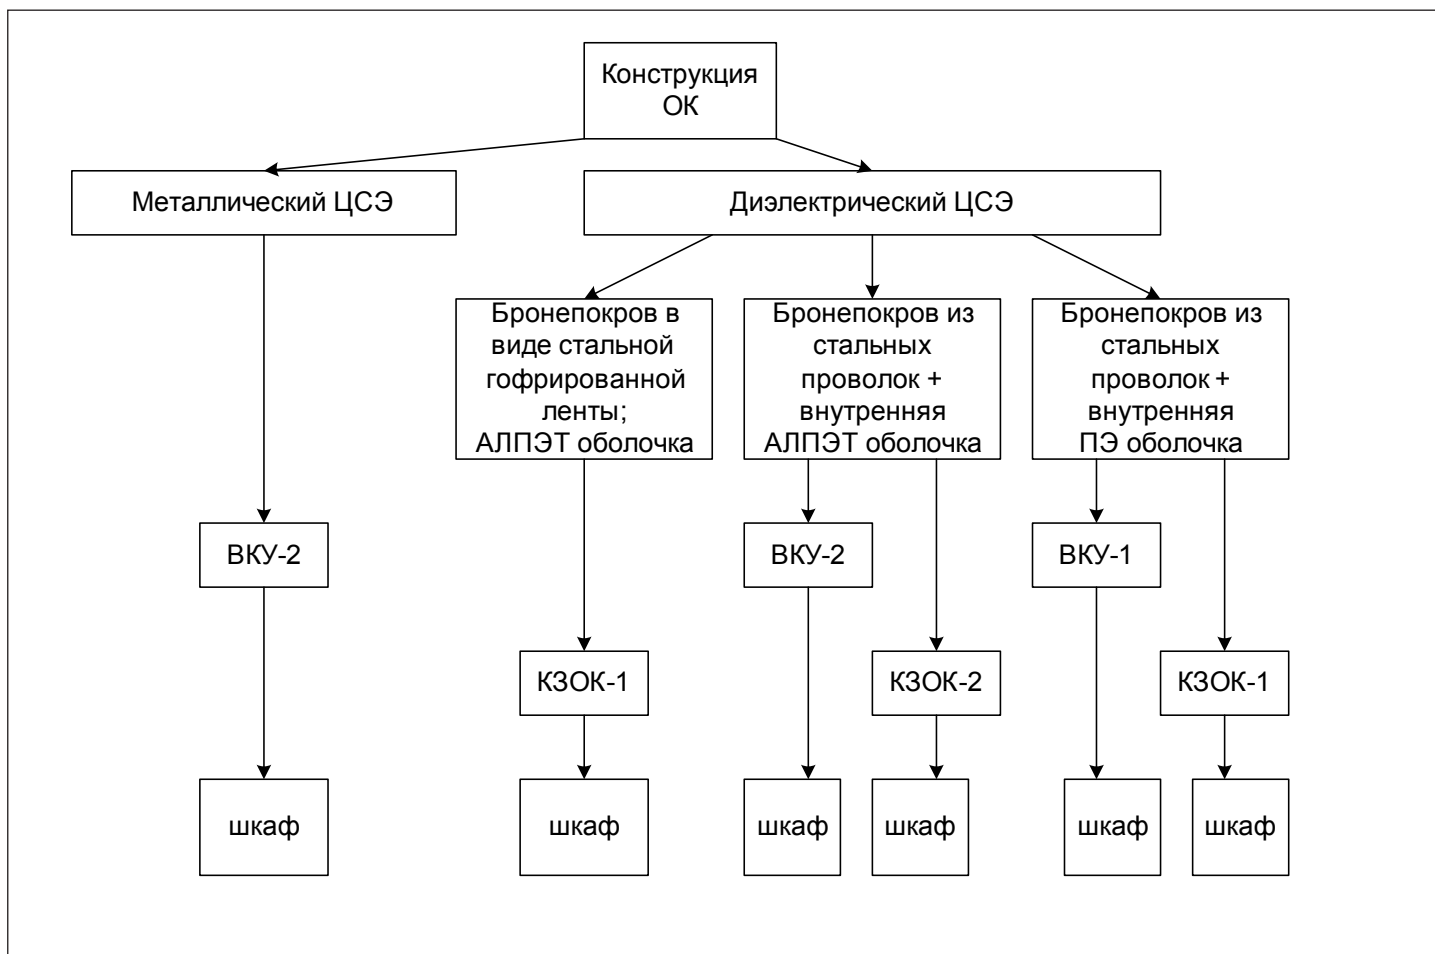 Конструкция
ОК
Металлический ЦСЭ
Диэлектрический ЦСЭ
Бронепокров в
виде стальной
гофрированной
ленты;
АЛПЭТ оболочка
Бронепокров из
стальных
проволок +
внутренняя
АЛПЭТ оболочка
Бронепокров из
стальных
проволок +
внутренняя
ПЭ оболочка
ВКУ-2
ВКУ-2
ВКУ-1
КЗОК-1
КЗОК-2
КЗОК-1
шкаф
шкаф
шкаф
шкаф
шкаф
шкаф